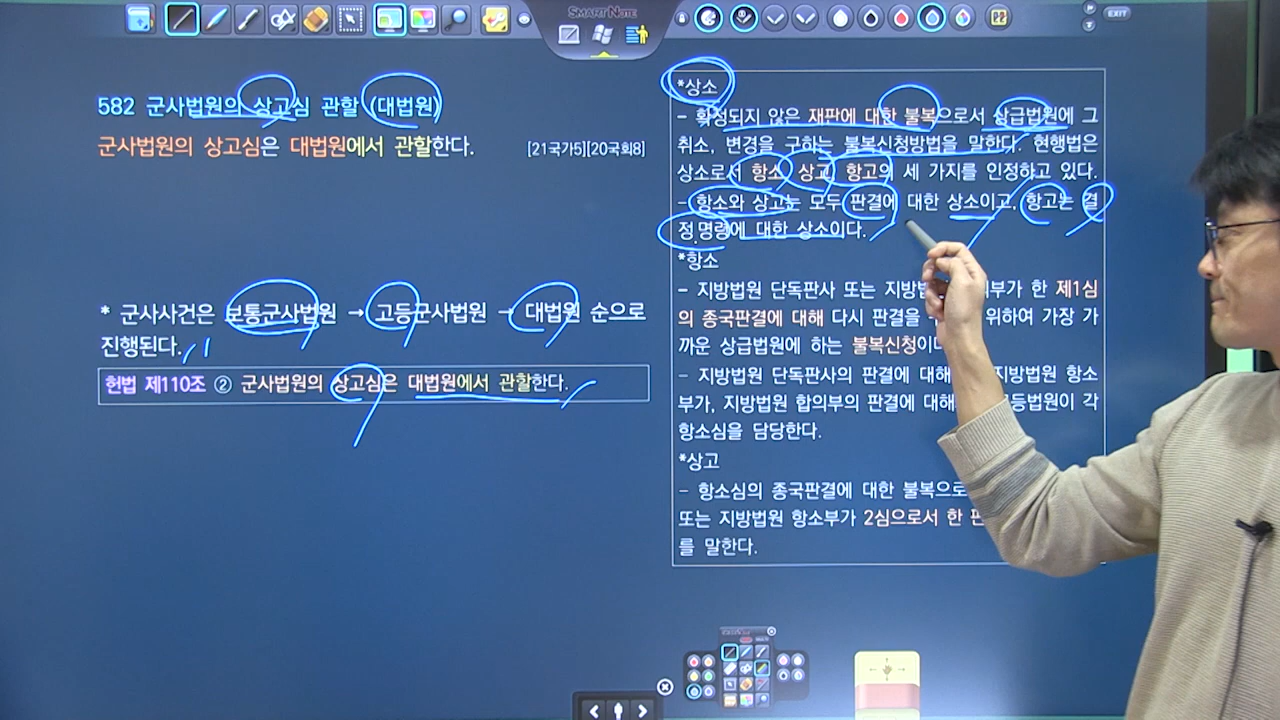 SMART NOTE
EXIT
582 군사법원의 상고심 관할 (대법원)
군사법원의 상고심은 대법원에서 관할한다.
[21국가5][20국회8]
* 군사사건은 보통군사법원 → 고등군사법원 → 대법원 순으로
진행된다.
헌법 제110조 ② 군사법원의 상고심은 대법원에서 관할한다.
*상소
- 확정되지 않은 재판에 대한 불복으로서 상급법원에 그
취소, 변경을 구하는 불복신청방법을 말한다. 현행법은
상소로서 항소, 상고, 항고의 세 가지를 인정하고 있다.
- 항소와 상고는 모두 판결에 대한 상소이고, 항고는 결
정,명령에 대한 상소이다.
*항소
- 지방법원 단독판사 또는 지방법 의부가 한 제1심
의 종국판결에 대해 다시 판결을 위하여 가장 가
까운 상급법원에 하는 불복신청이
- 지방법원 단독판사의 판결에 대해 지방법원 항소
부가, 지방법원 합의부의 판결에 대해 등법원이 각
항소심을 담당한다.
*상고
- 항소심의 종국판결에 대한 불복으로
또는 지방법원 항소부가 2심으로서 한 판
를 말한다.